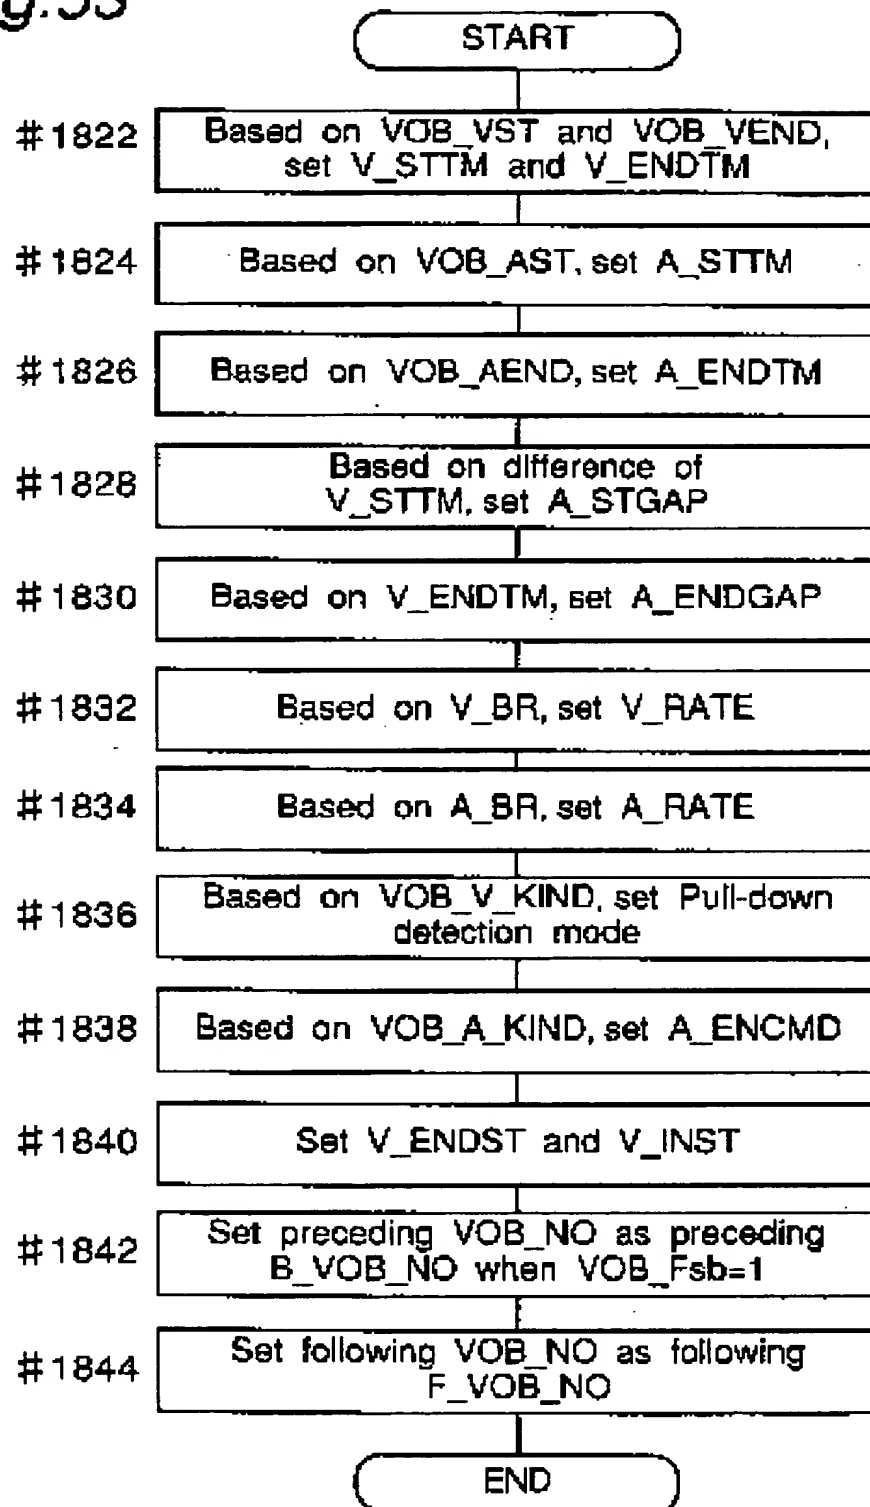 g.53
START
#1822
Based on VOB_VST and VOB_VEND,
set V_STTM and V_ENDTM
#1824
Based on VOB_AST, set A_STTM
#1826
Based on VOB_AEND, set A_ENDTM
#1828
Based on difference of
V_STTM, set A_STGAP
#1830
Based on V_ENDTM, set A_ENDGAP
#1832
Based on V_BR, set V_RATE
#1834
Based on A_BR, set A_RATE
#1836
Based on VOB_V_KIND, set Pull-down
detection mode
#1838
Based on VOB_A_KIND, set A_ENCMD
#1840
Set V_ENDST and V_INST
#1842
Set preceding VOB_NO as preceding
B_VOB_NO when VOB_Fsb=1
#1844
Set following VOB_NO as following
F_VOB_NO
END